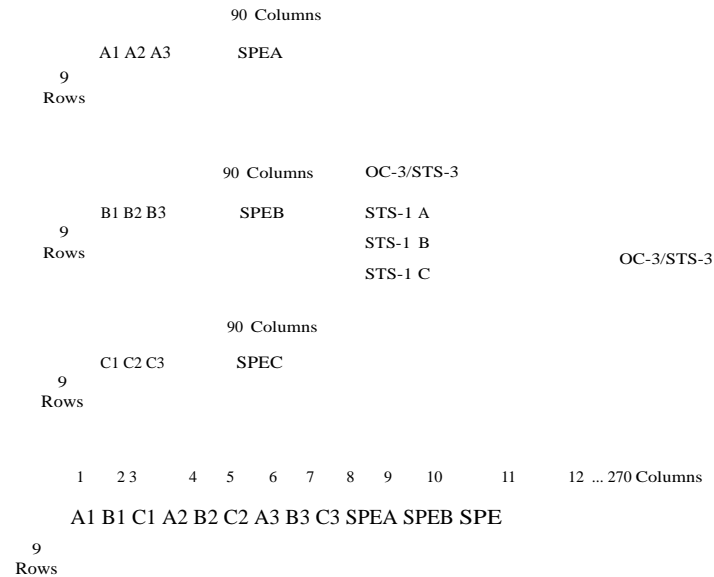 90 Columns
A1 A2 A3 SPEA
9
Rows
90 Columns OC-3/STS-3
B1 B2 B3 SPEB STS-1 A
9
Rows
STS-1 B
OC-3/STS-3
STS-1 C
90 Columns
C1 C2 C3 SPEC
9
Rows
1 2 3 4 5 6 7 8 9 10 11 12 ... 270 Columns
A1 B1 C1 A2 B2 C2 A3 B3 C3 SPEA SPEB SPE
9
Rows